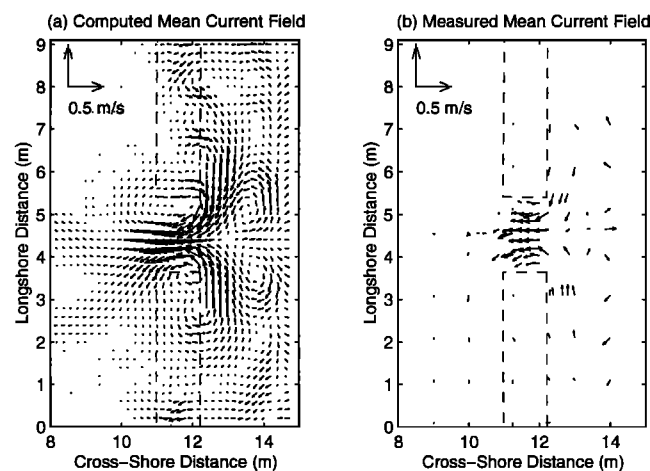 (a) Computed Mean Current Field
9
8
7
6
5
4
3
2
1
0
0.5 m/s
Longshore Distance (m)
8 10 12 14
Cross-Shore Distance (m)
(b) Measured Mean Current Field
9
8
7
6
5
4
3
2
1
0
0.5 m/s
Longshore Distance (m)
8 10 12 14
Cross-Shore Distance (m)